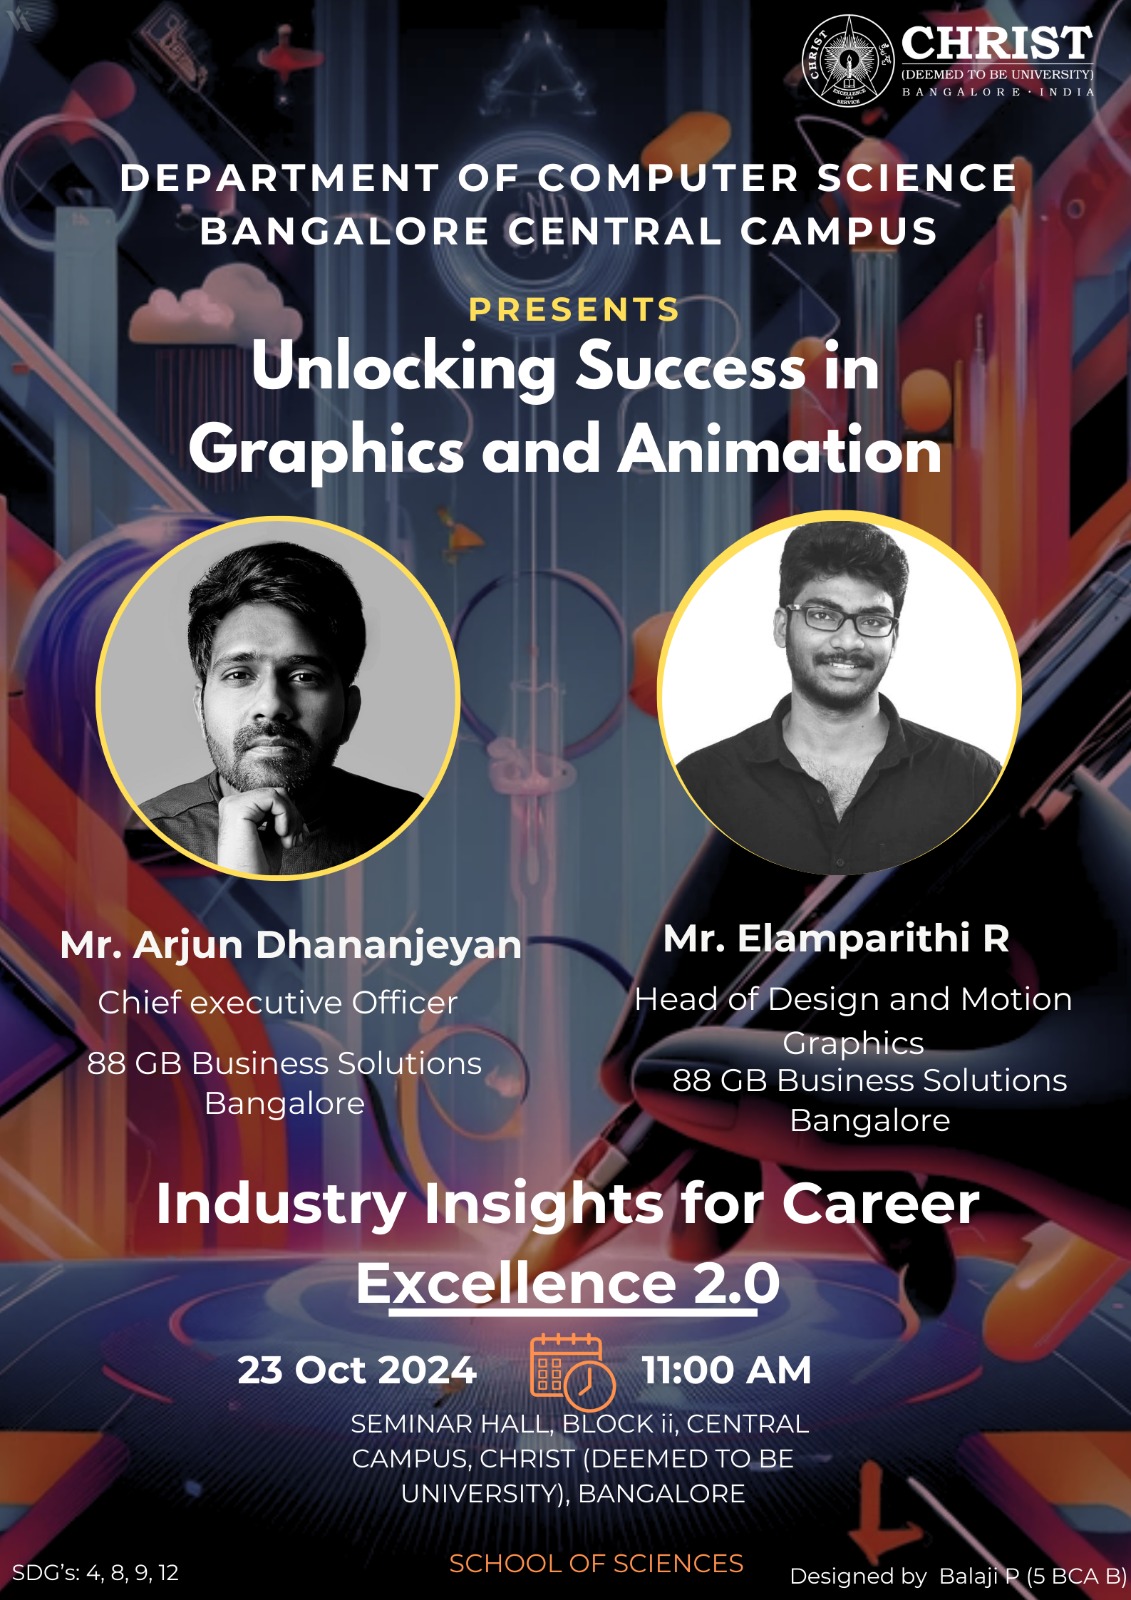 CHRIST
(DEEMED TO BE UNIVERSITY)
BANGALORE · INDIA
CHRIST
EXCELLENCE
AND
SERVICE
DEPARTMENT OF COMPUTER SCIENCE
BANGALORE CENTRAL CAMPUS
PRESENTS
Unlocking Success in
Graphics and Animation
Mr. Arjun Dhananjeyan
Chief executive Officer
88 GB Business Solutions
Bangalore
Mr. Elamparithi R
Head of Design and Motion
Graphics
88 GB Business Solutions
Bangalore
Industry Insights for Career
Excellence 2.0
23 Oct 2024
11:00 AM
SEMINAR HALL, BLOCK ii, CENTRAL
CAMPUS, CHRIST (DEEMED TO BE
UNIVERSITY), BANGALORE
SDG’s: 4, 8, 9, 12
SCHOOL OF SCIENCES
Designed by Balaji P (5 BCA B)